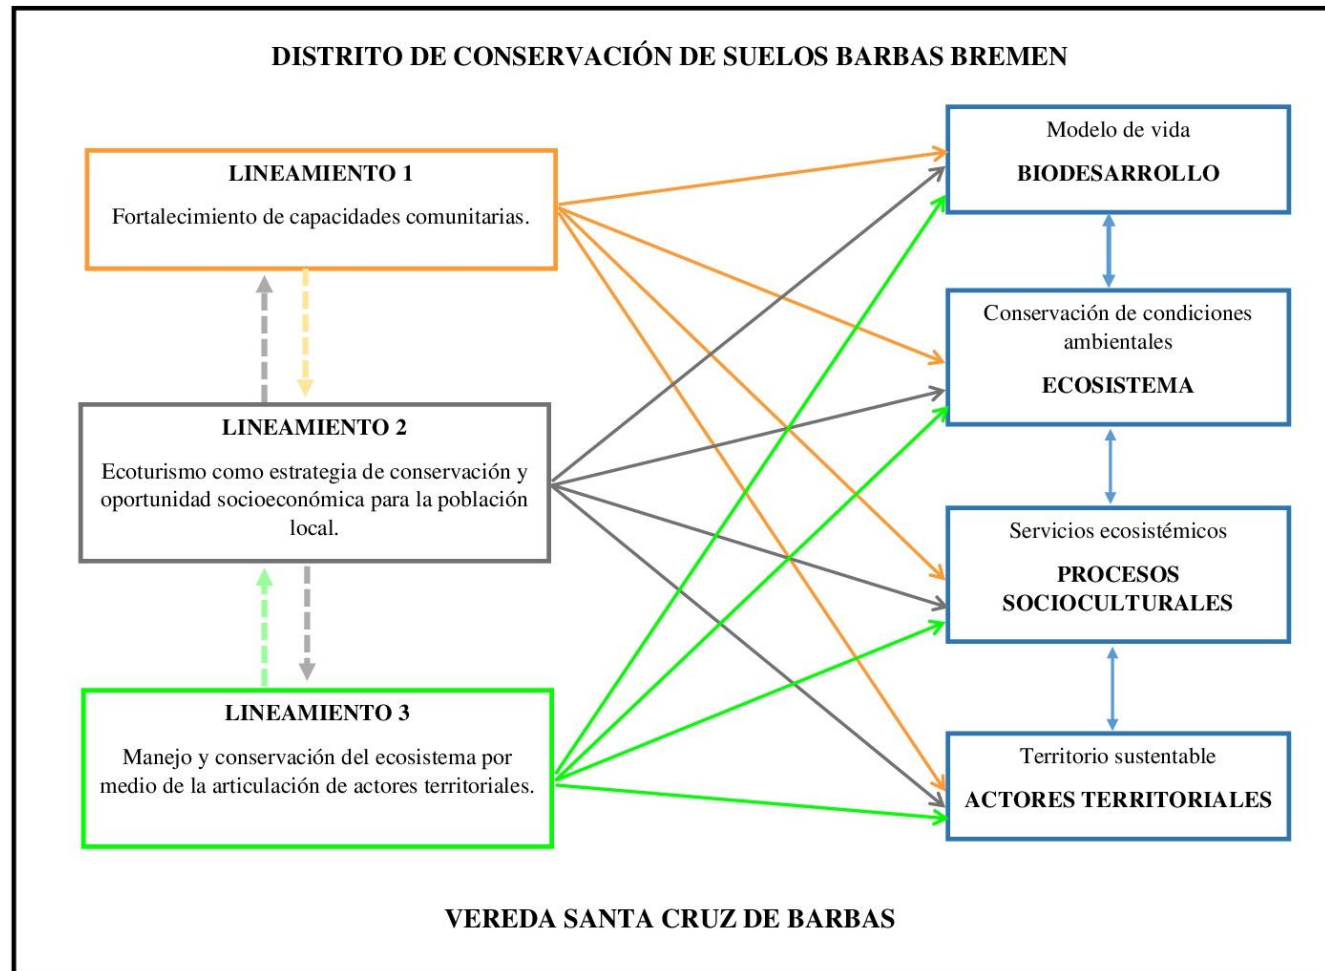 DISTRITO DE CONSERVACIÓN DE SUELOS BARBAS BREMEN
LINEAMIENTO 1
Fortalecimiento de capacidades comunitarias.
LINEAMIENTO 2
Ecoturismo como estrategia de conservación y
oportunidad socioeconómica para la población
local.
LINEAMIENTO 3
Manejo y conservación del ecosistema por
medio de la articulación de actores territoriales.
Modelo de vida
BIODESARROLLO
Conservación de condiciones
ambientales
ECOSISTEMA
Servicios ecosistémicos
PROCESOS
SOCIOCULTURALES
Territorio sustentable
ACTORES TERRITORIALES
VEREDA SANTA CRUZ DE BARBAS